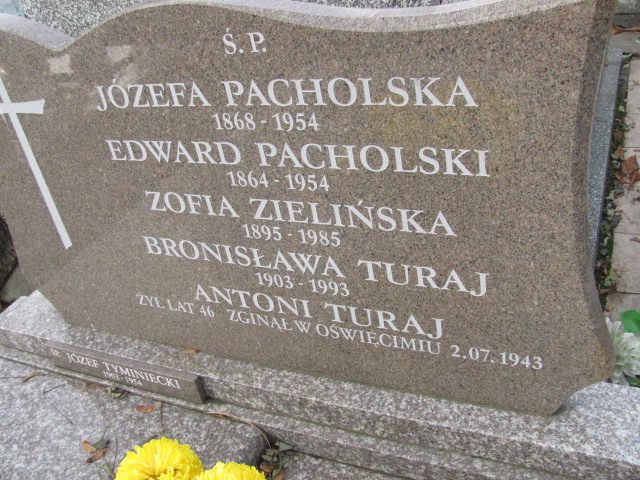 Ś. P.
JÓZEFA PACHOLSKA
1868 - 1954
EDWARD PACHOLSKI
1864 - 1954
ZOFIA ZIELIŃSKA
1895 - 1985
BRONISŁAWA TURAJ
1903 - 1993
ANTONI TURAJ
ŻYŁ LAT 46 ZGINĄŁ W OŚWIĘCIMIU 2.07.1943
JÓZEF TYMINIECKI